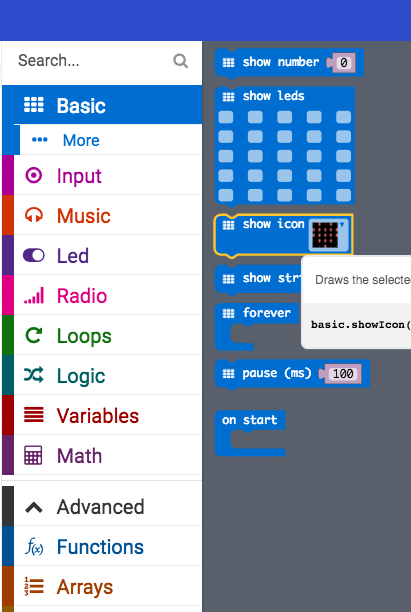 Search...
Basic
More
Input
Music
Led
Radio
Loops
Logic
Variables
Math
Advanced
Functions
Arrays
show number 0
show leds
show icon
Draws the selected
basic.showIcon(
show str
forever
pause (ms) 100
on start